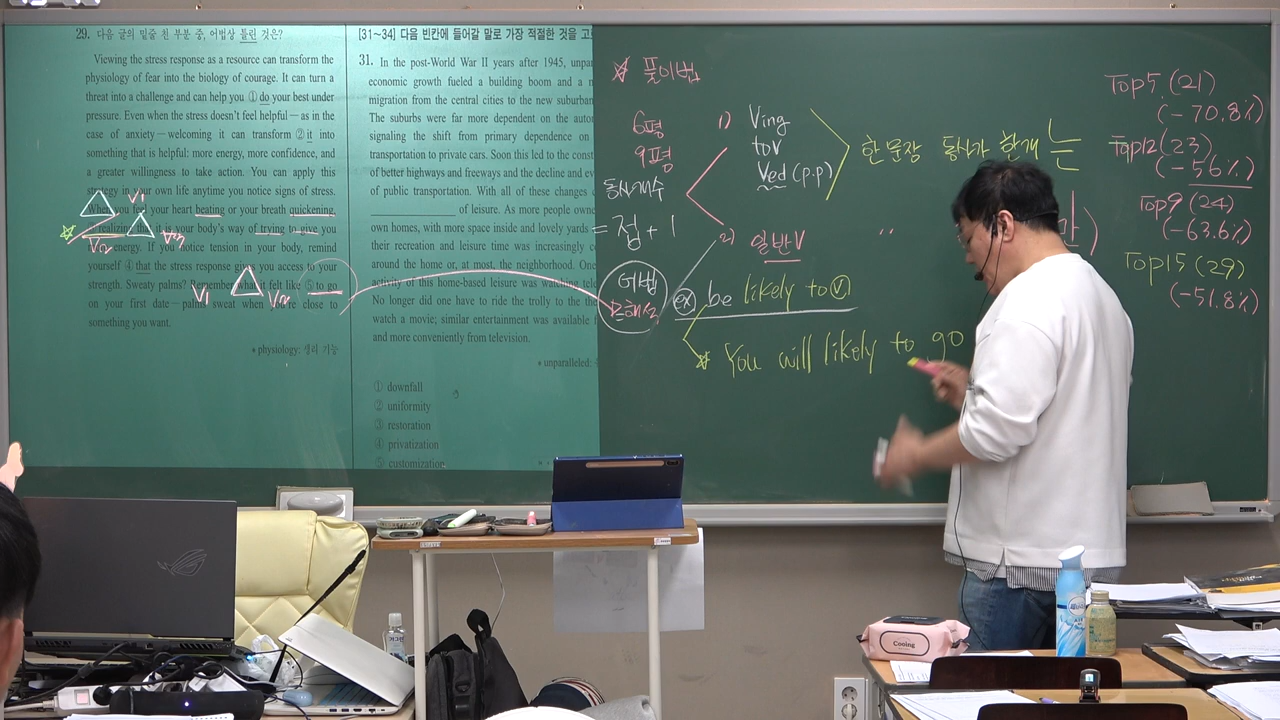 29. 다음 글의 밑줄 친 부분 중, 어법상 틀린 것은?
Viewing the stress response as a resource can transform the
physiology of fear into the biology of courage. It can turn a
threat into a challenge and can help you ① do your best under
pressure. Even when the stress doesn't feel helpful — as in the
case of anxiety — welcoming it can transform ② it into
something that is helpful: more energy, more confidence, and
a greater willingness to take action. You can apply this
strategy in your own life anytime you notice signs of stress.
When you feel your heart beating or your breath quickening,
realizing that it is your body's way of trying to give you
energy. If you notice tension in your body, remind
yourself ④ that the stress response gives you access to your
strength. Sweaty palms? Remember what it felt like ⑤ to go
on your first date — palms sweat when you're close to
something you want.
* physiology: 생리 기능
V1
V2
V1
V2
[31~34] 다음 빈칸에 들어갈 말로 가장 적절한 것을 고
31. In the post-World War II years after 1945, unpa
economic growth fueled a building boom and a m
migration from the central cities to the new suburban
The suburbs were far more dependent on the auto
signaling the shift from primary dependence on
transportation to private cars. Soon this led to the const
of better highways and freeways and the decline and ev
of public transportation. With all of these changes
of leisure. As more people owne
own homes, with more space inside and lovely yards
their recreation and leisure time was increasingly c
around the home or, at most, the neighborhood. One
activity of this home-based leisure was watching tele
No longer did one have to ride the trolly to the the
watch a movie; similar entertainment was available f
and more conveniently from television.
* unparalleled:
① downfall
② uniformity
③ restoration
④ privatization
⑤ customization
☆ 풀이법
6평
9평
동사개수
= 접 + 1
어법
1) Ving
toV
Ved (p.p)
한 문장 동사가 한개는
2) 일반V
"
ex) be likely to ⓥ
☆ You will likely to go
Top5 (21)
(-70.8%)
Top12 (23)
(-56%)
Top9 (24)
(-63.6%)
Top15 (29)
(-51.8%)
Cooing